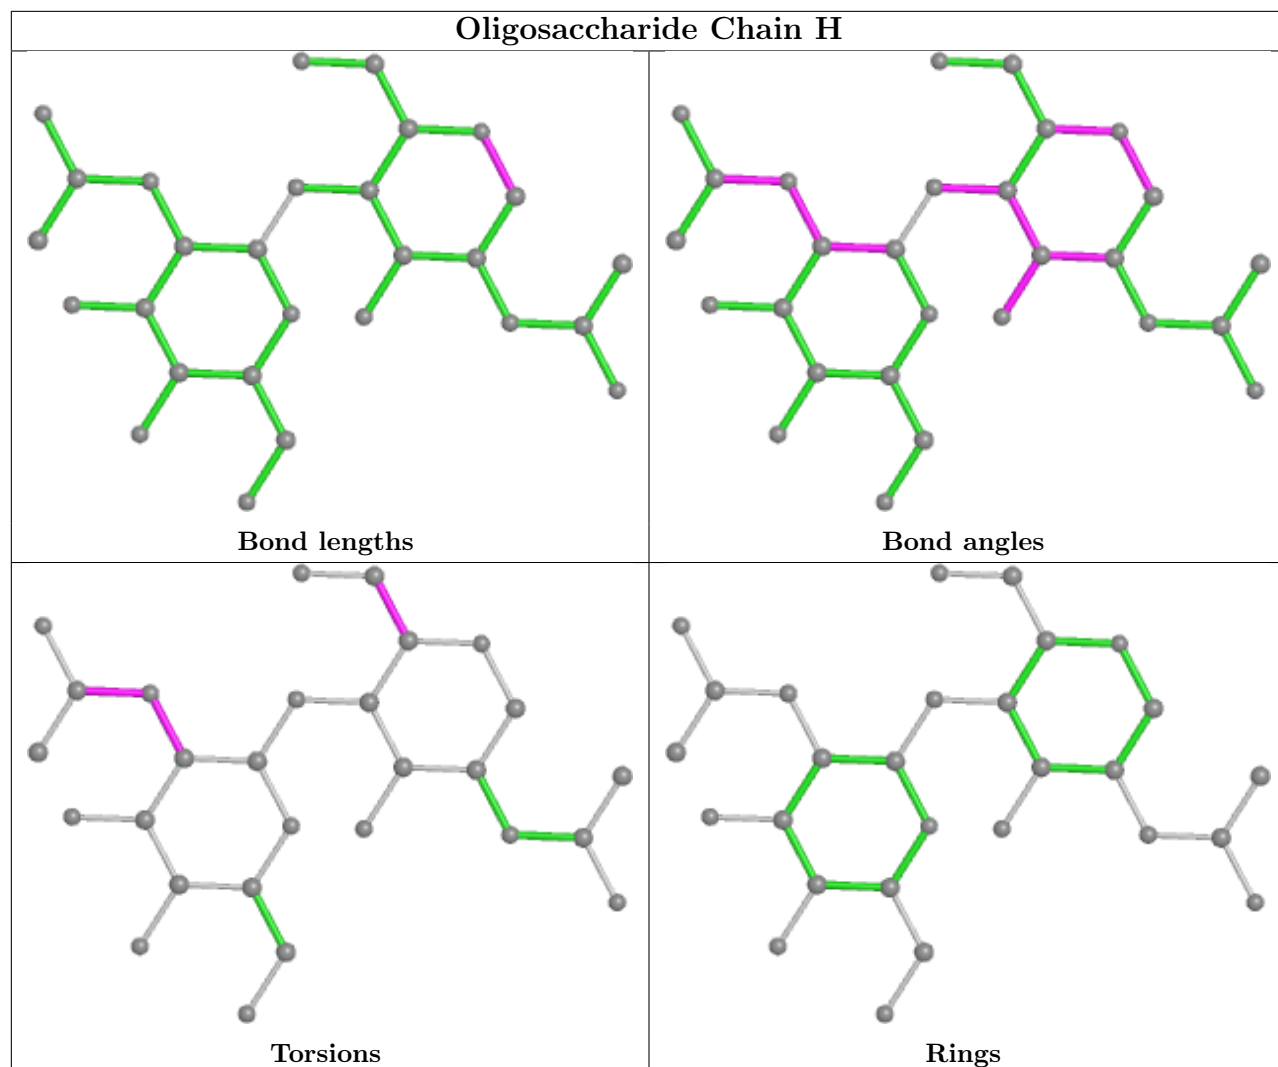 Oligosaccharide Chain H
Bond lengths
Bond angles
Torsions
Rings